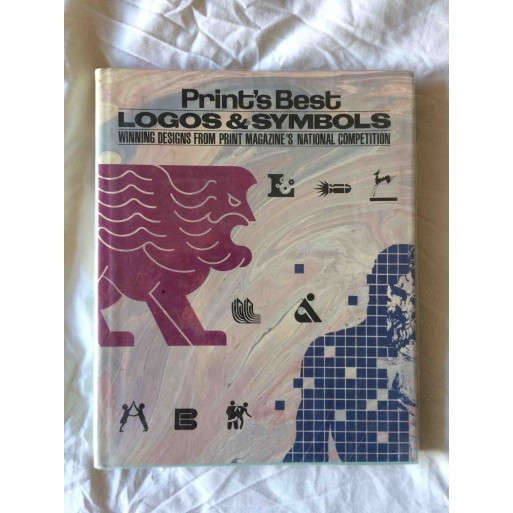 Print's Best
LOGOS & SYMBOLS
WINNING DESIGNS FROM PRINT MAGAZINE'S NATIONAL COMPETITION
L&
B